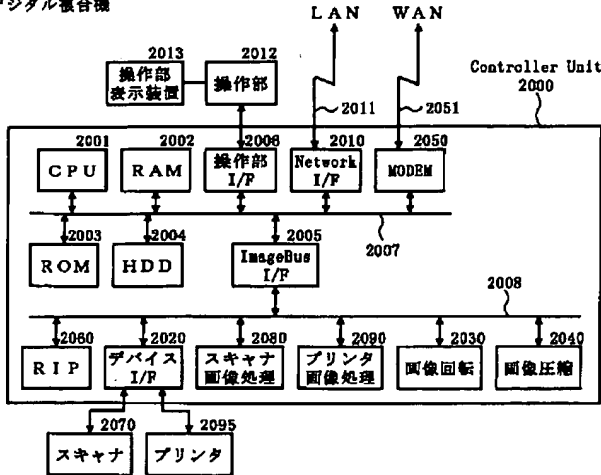 デジタル複合機
LAN WAN
2013 2012
操作部
表示装置
操作部
Controller Unit
2000
2011 2051
2001 2002 2006 2010 2050
CPU
RAM
操作部
I/F
Network
I/F
MODEM
2003 2004 2005 2007
ROM
HDD
ImageBus
I/F
2008
2060 2020 2080 2090 2030 2040
RIP
デバイス
I/F
スキャナ
画像処理
プリンタ
画像処理
画像回転
画像圧縮
2070 2095
スキャナ
プリンタ